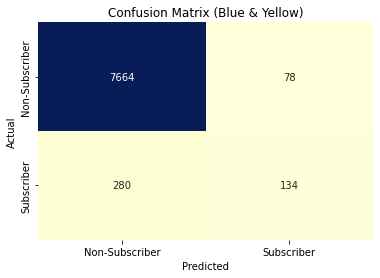 Confusion Matrix (Blue & Yellow)
Actual
Non-Subscriber
7664
78
Subscriber
280
134
Non-Subscriber
Subscriber
Predicted